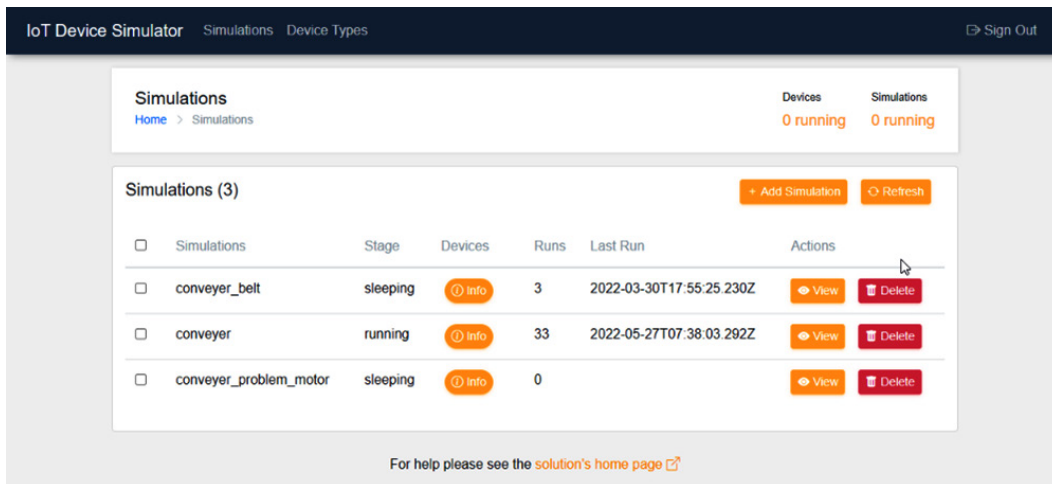 IoT Device Simulator Simulations Device Types Sign Out
Simulations
Home > Simulations
Devices Simulations
0 running 0 running
Simulations (3)
+ Add Simulation Refresh
Simulations Stage Devices Runs Last Run Actions
conveyer_belt sleeping Info 3 2022-03-30T17:55:25.230Z View Delete
conveyer running Info 33 2022-05-27T07:38:03.292Z View Delete
conveyer_problem_motor sleeping Info 0 View Delete
For help please see the solution's home page